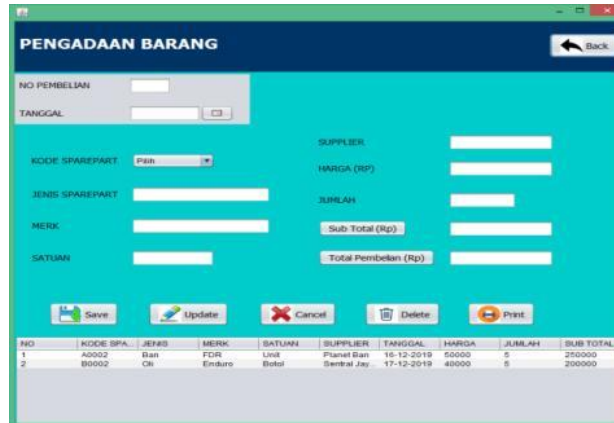 PENGADAAN BARANG
Back
NO PEMBELIAN
TANGGAL
SUPPLIER
KODE SPAREPART Pilih
HARGA (RP)
JENIS SPAREPART
JUMLAH
MERK
Sub Total (Rp)
SATUAN
Total Pembelian (Rp)
Save Update Cancel Delete Print
NO KODE SPA... JENIS MERK SATUAN SUPPLIER TANGGAL HARGA JUMLAH SUB TOTAL
1 A0002 Ban FDR Unit Planet Ban 16-12-2019 50000 5 250000
2 B0002 Oli Enduro Botol Sentral Jay... 17-12-2019 40000 5 200000